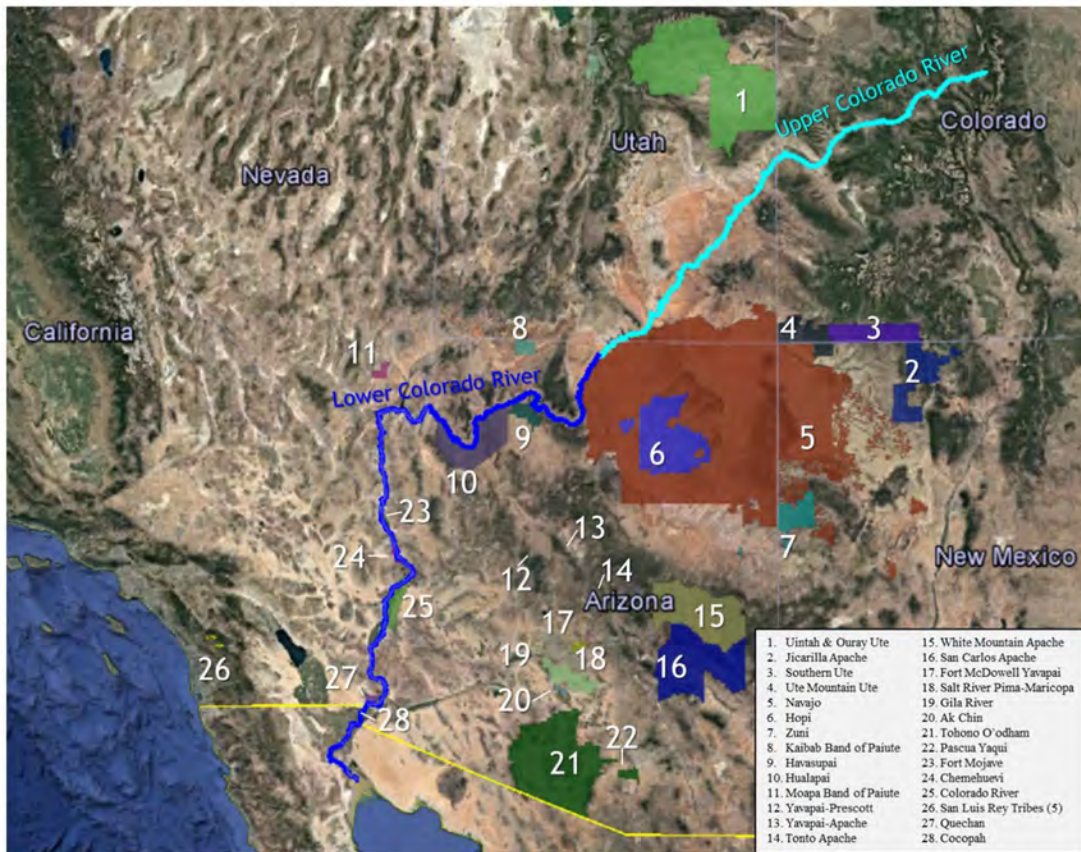 1
Upper Colorado River
Utah
Colorado
Nevada
California
8
4
3
11
2
Lower Colorado River
9
5
6
10
23
13
7
24
12
New Mexico
14
Arizona
25
15
17
19
18
26
16
27
20
28
22
21
1. Uintah & Ouray Ute
2. Jicarilla Apache
3. Southern Ute
4. Ute Mountain Ute
5. Navajo
6. Hopi
7. Zuni
8. Kaibab Band of Paiute
9. Havasupai
10. Hualapai
11. Moapa Band of Paiute
12. Yavapai-Prescott
13. Yavapai-Apache
14. Tonto Apache
15. White Mountain Apache
16. San Carlos Apache
17. Fort McDowell Yavapai
18. Salt River Pima-Maricopa
19. Gila River
20. Ak Chin
21. Tohono O'odham
22. Pascua Yaqui
23. Fort Mojave
24. Chemehuevi
25. Colorado River
26. San Luis Rey Tribes (5)
27. Quechan
28. Cocopah